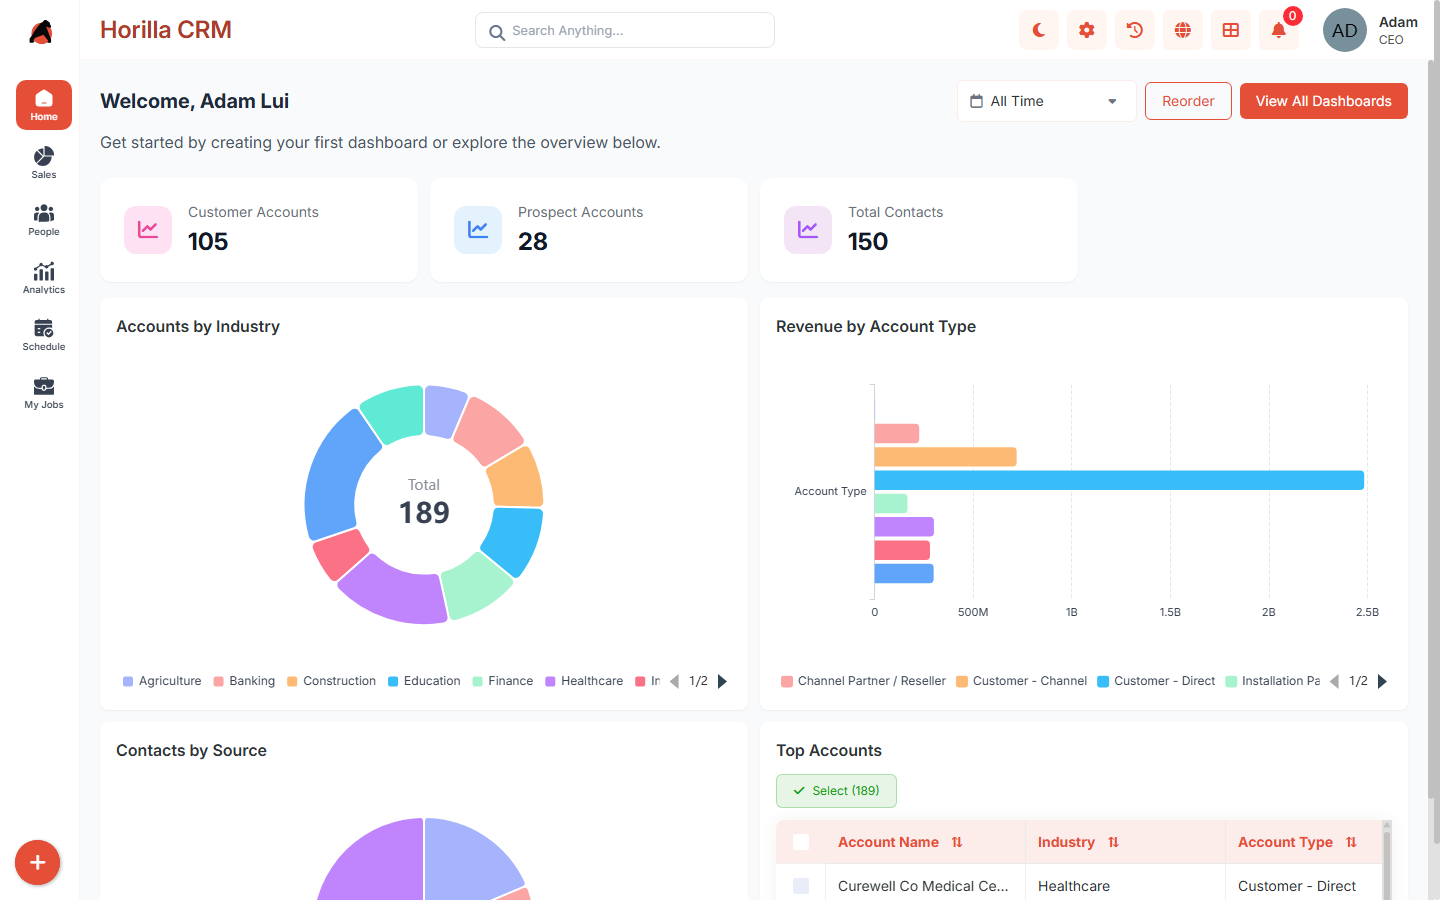 Horilla CRM
Search Anything...
0
AD
Adam
CEO
Home
Sales
People
Analytics
Schedule
My Jobs
Welcome, Adam Lui
All Time
Reorder
View All Dashboards
Get started by creating your first dashboard or explore the overview below.
Customer Accounts
105
Prospect Accounts
28
Total Contacts
150
Accounts by Industry
Total
189
Agriculture
Banking
Construction
Education
Finance
Healthcare
In
1/2
Revenue by Account Type
Account Type
0
500M
1B
1.5B
2B
2.5B
Channel Partner / Reseller
Customer - Channel
Customer - Direct
Installation Pa
1/2
Contacts by Source
Top Accounts
Select (189)
Account Name
Industry
Account Type
Curewell Co Medical Ce...
Healthcare
Customer - Direct